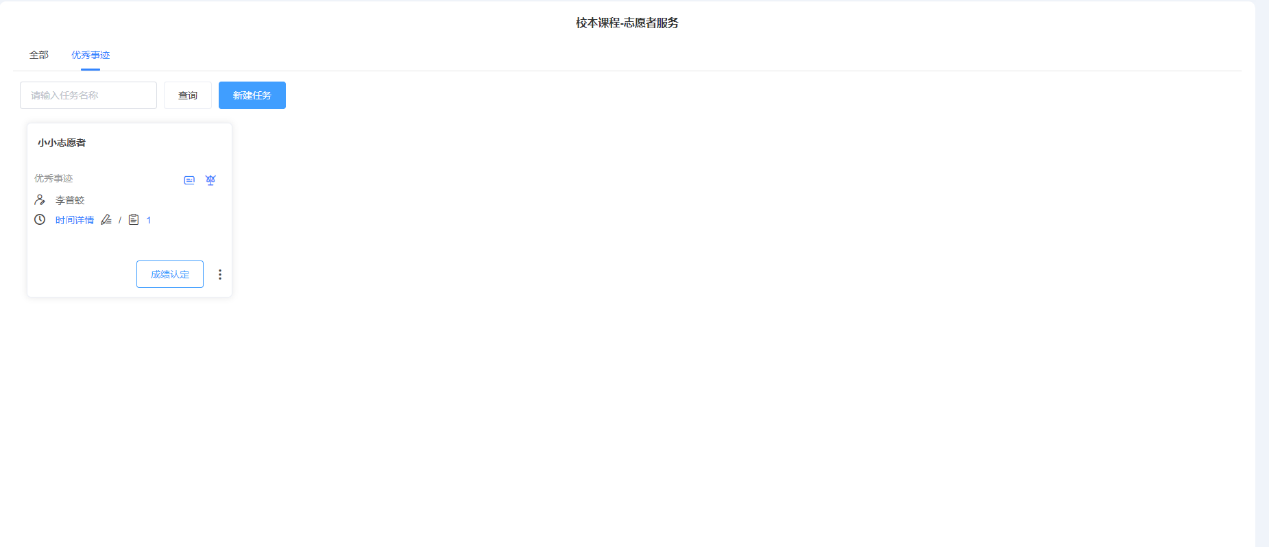 校本课程-志愿者服务
全部 优秀事迹
请输入任务名称 查询 新建任务
小小志愿者
优秀事迹
李普蛟
时间详情 / 1
成绩认定